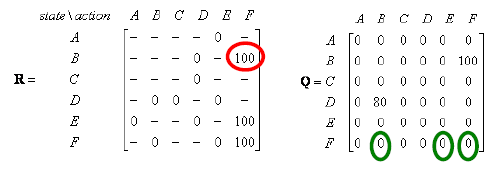 state\action A B C D E F
A – – – – 0 –
B – – – 0 – 100
R = C – – – 0 – –
D – 0 0 – 0 –
E 0 – – 0 – 100
F – 0 – – 0 100
A B C D E F
A 0 0 0 0 0 0
B 0 0 0 0 0 100
Q = C 0 0 0 0 0 0
D 0 80 0 0 0 0
E 0 0 0 0 0 0
F 0 0 0 0 0 0